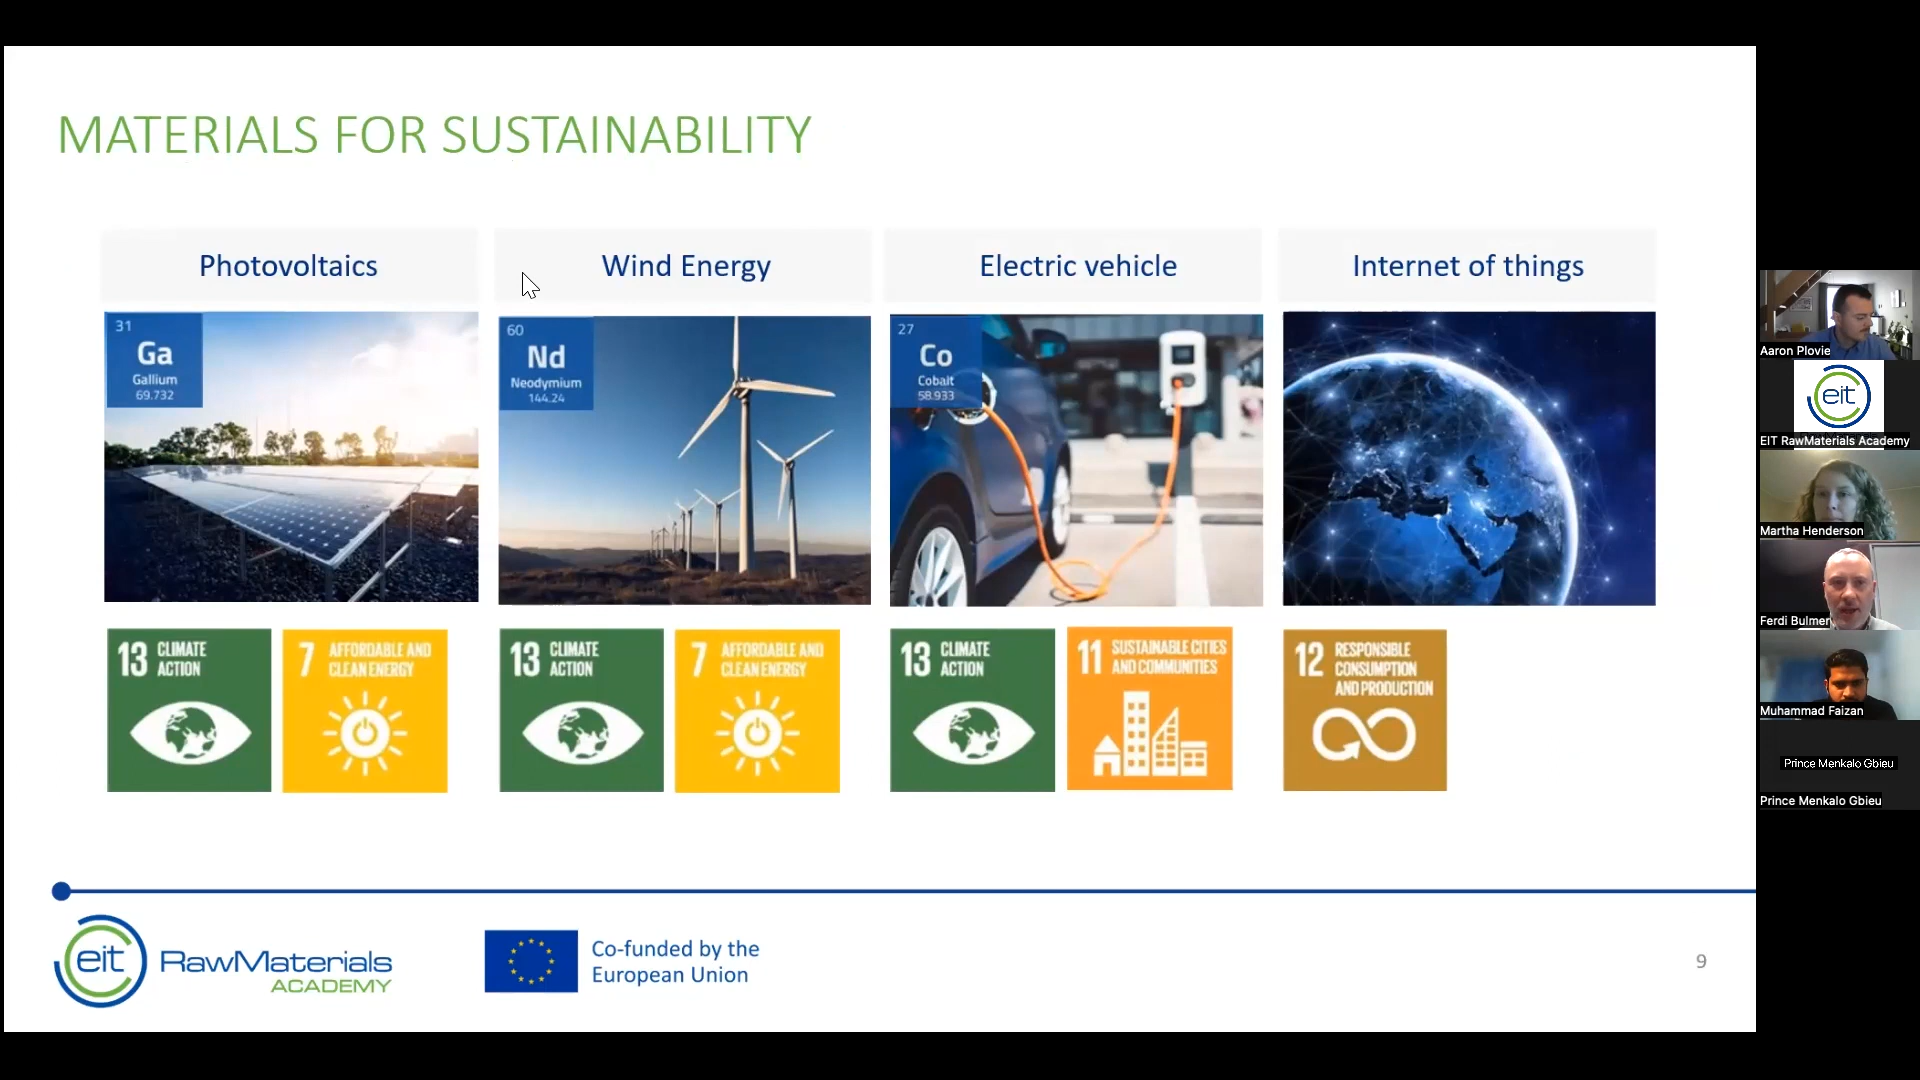 MATERIALS FOR SUSTAINABILITY
Photovoltaics
Wind Energy
Electric vehicle
Internet of things
31
Ga
Gallium
69.732
60
Nd
Neodymium
144.24
27
Co
Cobalt
58.933
13 CLIMATE
ACTION
7 AFFORDABLE AND
CLEAN ENERGY
13 CLIMATE
ACTION
7 AFFORDABLE AND
CLEAN ENERGY
13 CLIMATE
ACTION
11 SUSTAINABLE CITIES
AND COMMUNITIES
12 RESPONSIBLE
CONSUMPTION
AND PRODUCTION
eit RawMaterials
ACADEMY
Co-funded by the
European Union
9
Aaron Plovie
eit
EIT RawMaterials Academy
Martha Henderson
Ferdi Bulmer
Muhammad Faizan
Prince Menkalo Gbieu
Prince Menkalo Gbieu